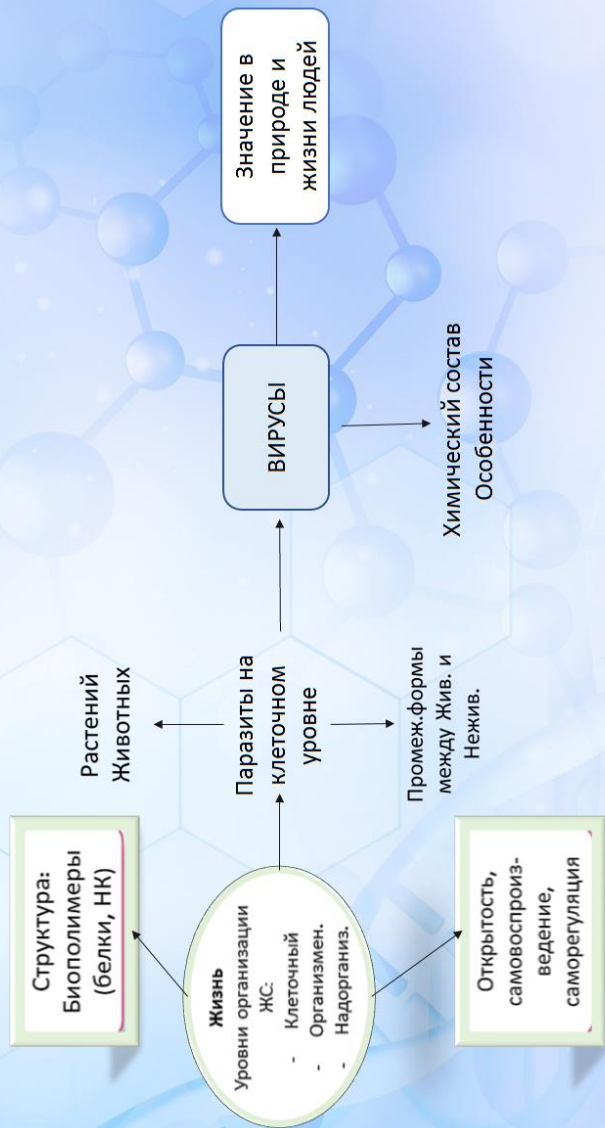 Структура:
Биополимеры
(белки, НК)
Жизнь
Уровни организации
ЖС:
- Клеточный
- Организмен.
- Надорганиз.
Открытость,
самовоспроиз-
ведение,
саморегуляция
Растений
Животных
Паразиты на
клеточном
уровне
Промеж.формы
между Жив. и
Нежив.
ВИРУСЫ
Химический состав
Особенности
Значение в
природе и
жизни людей